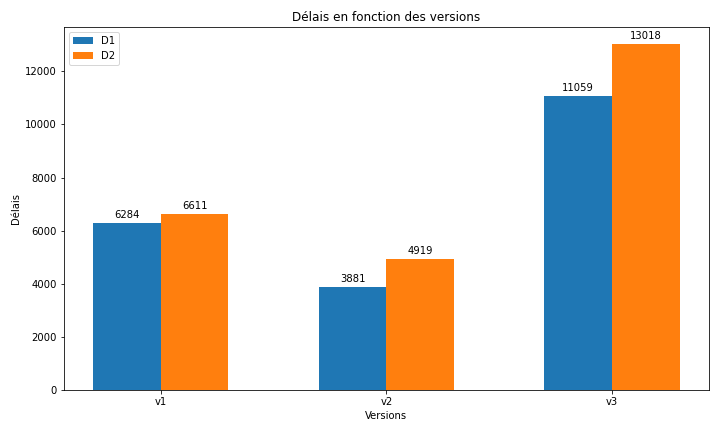 Délais en fonction des versions
D1
D2
13018
11059
6611
6284
4919
3881
12000
10000
8000
6000
4000
2000
0
Délais
v1
v2
v3
Versions